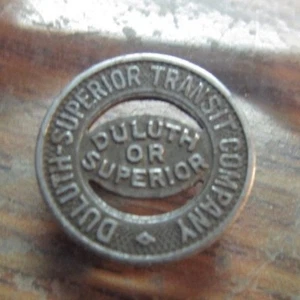 DULUTH-SUPERIOR TRANSIT COMPANY
DULUTH
OR
SUPERIOR